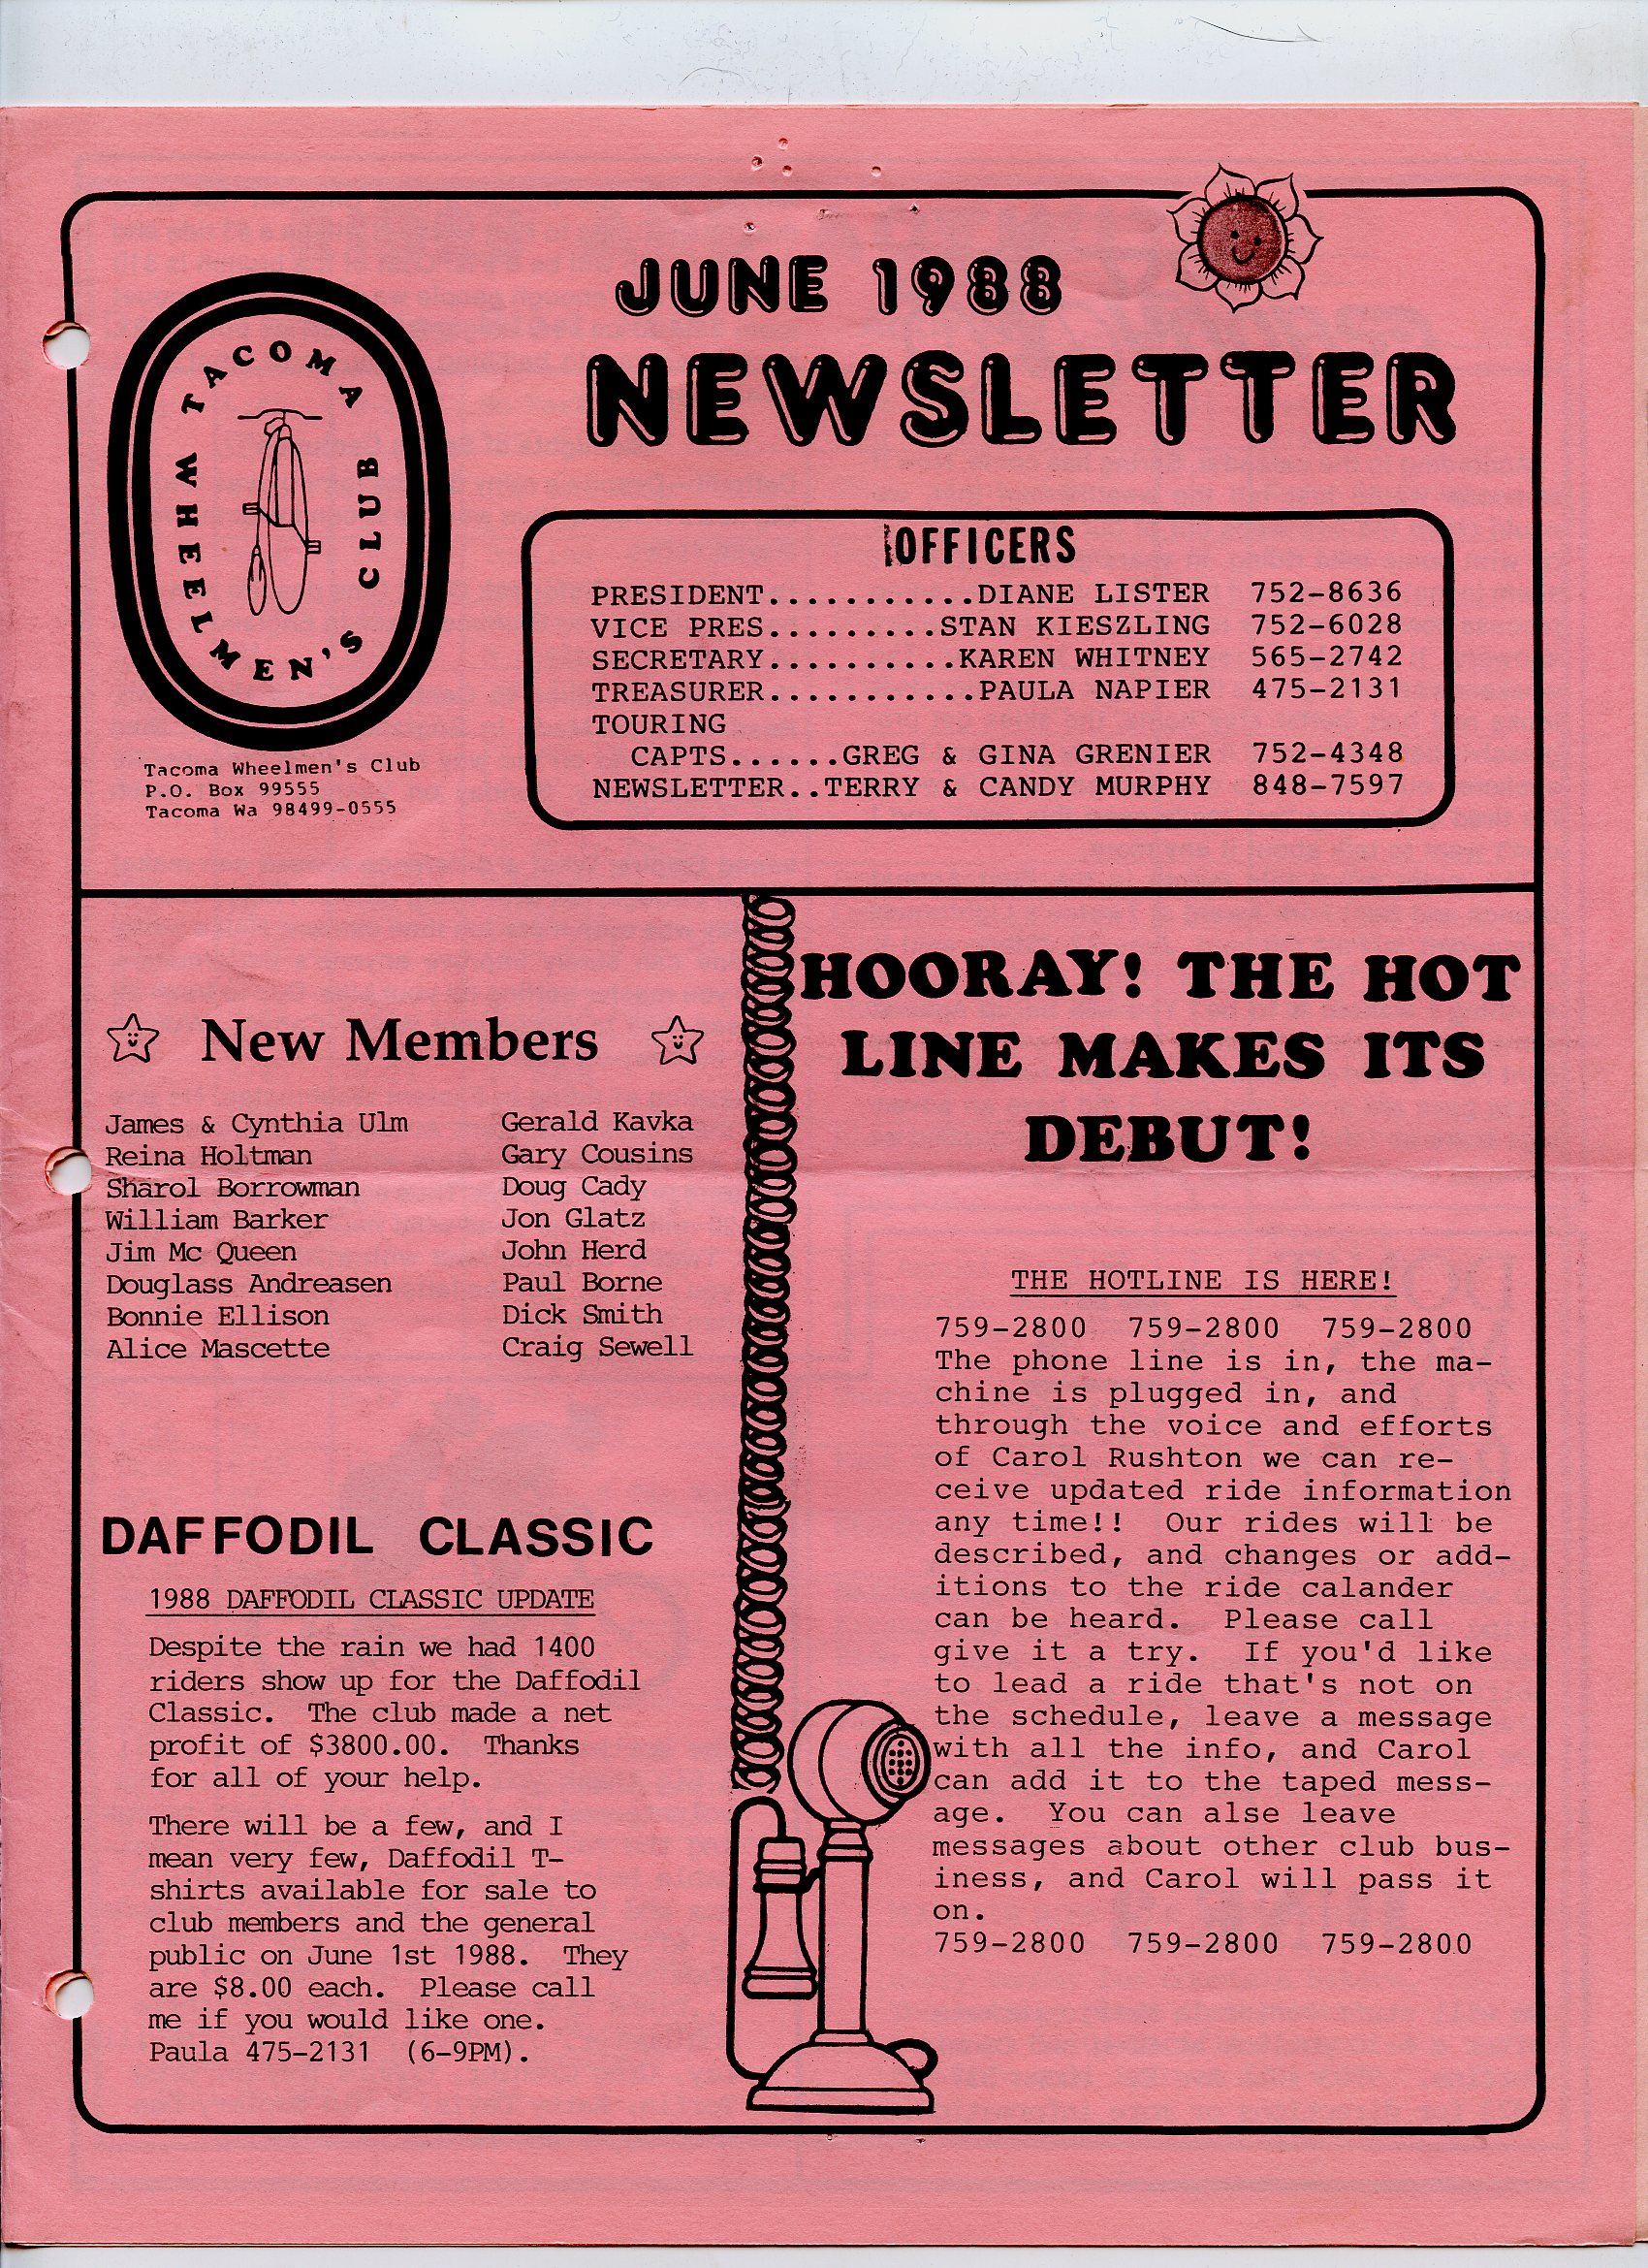 JUNE 1988
NEWSLETTER
TACOMA WHEELMEN'S CLUB
Tacoma Wheelmen's Club
P.O. Box 99555
Tacoma Wa 98499-0555
OFFICERS
PRESIDENT...........DIANE LISTER 752-8636
VICE PRES.........STAN KIESZLING 752-6028
SECRETARY..........KAREN WHITNEY 565-2742
TREASURER...........PAULA NAPIER 475-2131
TOURING
CAPTS......GREG & GINA GRENIER 752-4348
NEWSLETTER..TERRY & CANDY MURPHY 848-7597
New Members
James & Cynthia Ulm
Reina Holtman
Sharol Borrowman
William Barker
Jim Mc Queen
Douglass Andreasen
Bonnie Ellison
Alice Mascette
Gerald Kavka
Gary Cousins
Doug Cady
Jon Glatz
John Herd
Paul Borne
Dick Smith
Craig Sewell
DAFFODIL CLASSIC
1988 DAFFODIL CLASSIC UPDATE
Despite the rain we had 1400
riders show up for the Daffodil
Classic. The club made a net
profit of $3800.00. Thanks
for all of your help.
There will be a few, and I
mean very few, Daffodil T-
shirts available for sale to
club members and the general
public on June 1st 1988. They
are $8.00 each. Please call
me if you would like one.
Paula 475-2131 (6-9PM).
HOORAY! THE HOT
LINE MAKES ITS
DEBUT!
THE HOTLINE IS HERE!
759-2800 759-2800 759-2800
The phone line is in, the ma-
chine is plugged in, and
through the voice and efforts
of Carol Rushton we can re-
ceive updated ride information
any time!! Our rides will be
described, and changes or add-
itions to the ride calander
can be heard. Please call
give it a try. If you'd like
to lead a ride that's not on
the schedule, leave a message
with all the info, and Carol
can add it to the taped mess-
age. You can alse leave
messages about other club bus-
iness, and Carol will pass it
on.
759-2800 759-2800 759-2800